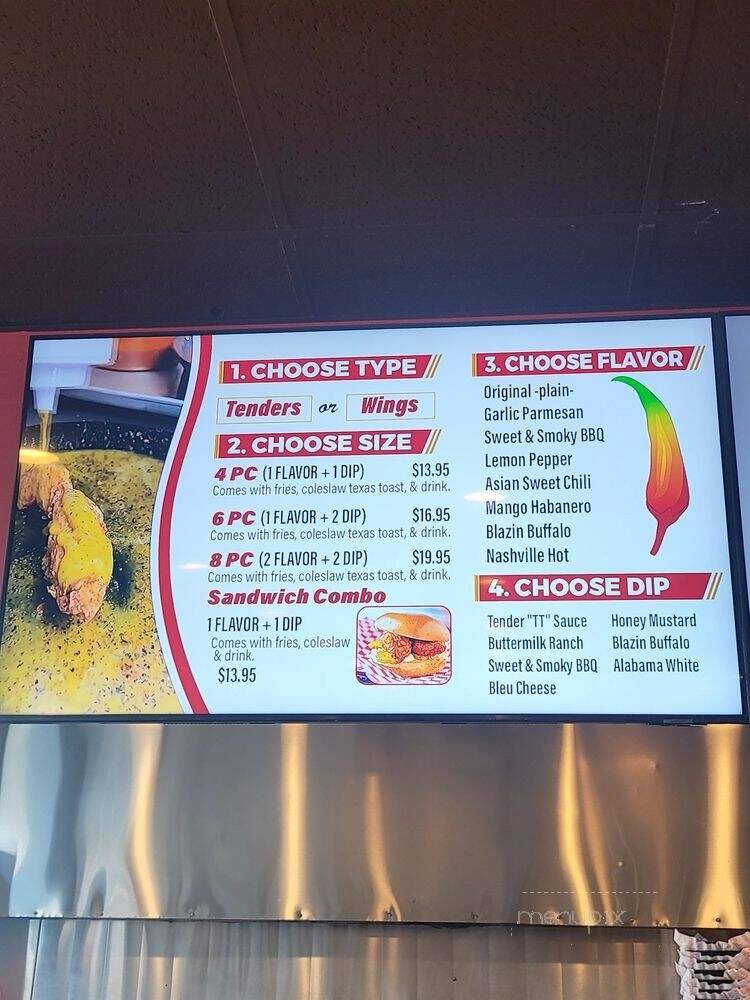 1. CHOOSE TYPE
Tenders or Wings
2. CHOOSE SIZE
4 PC (1 FLAVOR + 1 DIP) $13.95
Comes with fries, coleslaw texas toast, & drink.
6 PC (1 FLAVOR + 2 DIP) $16.95
Comes with fries, coleslaw texas toast, & drink.
8 PC (2 FLAVOR + 2 DIP) $19.95
Comes with fries, coleslaw texas toast, & drink.
Sandwich Combo
1 FLAVOR + 1 DIP
Comes with fries, coleslaw
& drink.
$13.95
3. CHOOSE FLAVOR
Original -plain-
Garlic Parmesan
Sweet & Smoky BBQ
Lemon Pepper
Asian Sweet Chili
Mango Habanero
Blazin Buffalo
Nashville Hot
4. CHOOSE DIP
Tender "TT" Sauce Honey Mustard
Buttermilk Ranch Blazin Buffalo
Sweet & Smoky BBQ Alabama White
Bleu Cheese
menupix